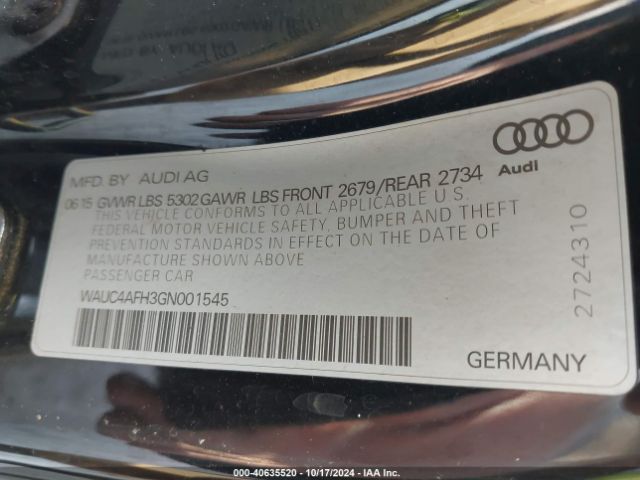 MFD. BY AUDI AG
06 15 GVWR LBS 5302 GAWR LBS FRONT 2679/REAR 2734
THIS VEHICLE CONFORMS TO ALL APPLICABLE U.S.
FEDERAL MOTOR VEHICLE SAFETY, BUMPER AND THEFT
PREVENTION STANDARDS IN EFFECT ON THE DATE OF
MANUFACTURE SHOWN ABOVE
PASSENGER CAR
WAUC4AFH3GN001545
Audi
2724310
GERMANY
000-40635520 | 10/17/2024 | IAA Inc.